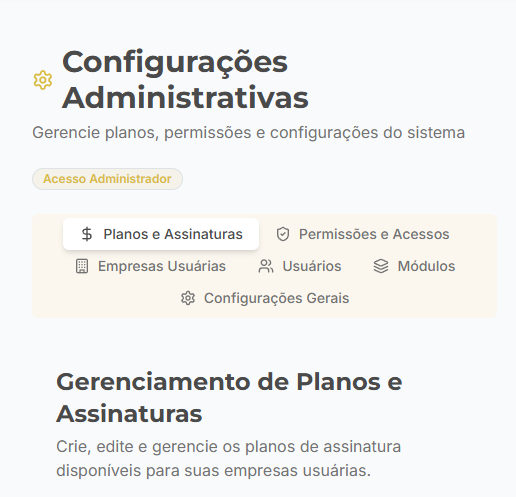 Configurações
Administrativas
Gerencie planos, permissões e configurações do sistema
Acesso Administrador
Planos e Assinaturas
Permissões e Acessos
Empresas Usuárias
Usuários
Módulos
Configurações Gerais
Gerenciamento de Planos e
Assinaturas
Crie, edite e gerencie os planos de assinatura
disponíveis para suas empresas usuárias.